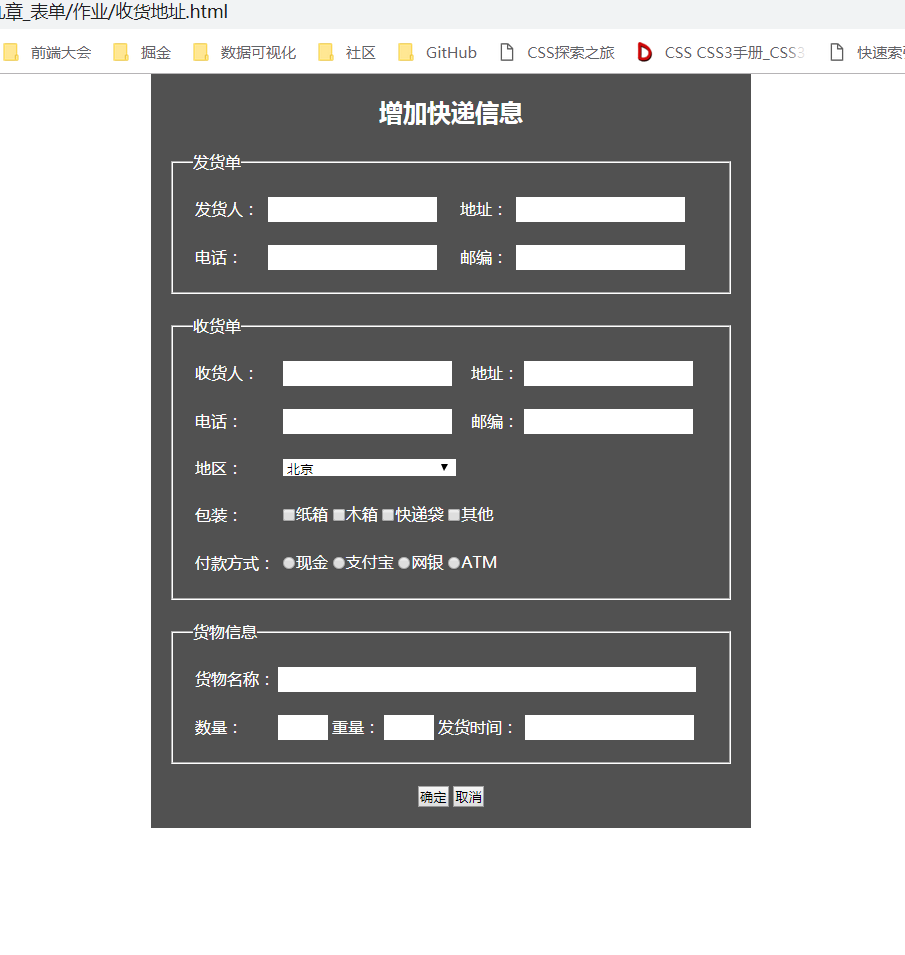 章_表单/作业/收货地址.html
前端大会 掘金 数据可视化 社区 GitHub CSS探索之旅 CSS CSS3手册_CSS3 快速索
增加快递信息
发货单
发货人： 地址：
电话： 邮编：
收货单
收货人： 地址：
电话： 邮编：
地区： 北京
包装： 纸箱 木箱 快递袋 其他
付款方式： 现金 支付宝 网银 ATM
货物信息
货物名称：
数量： 重量： 发货时间：
确定 取消